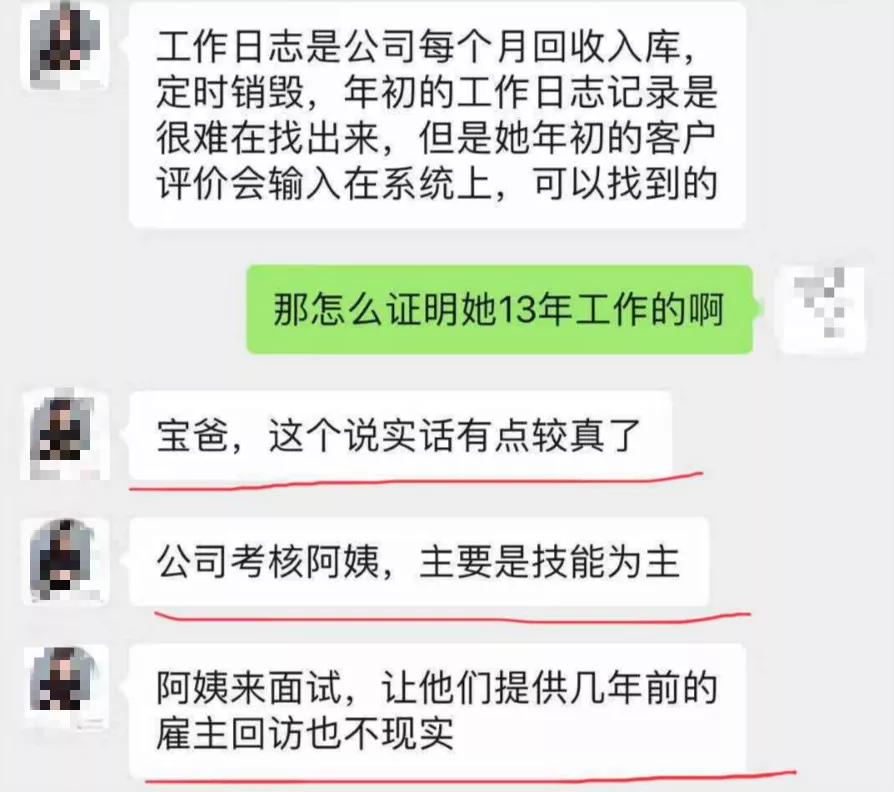 工作日志是公司每个月回收入库，
定时销毁，年初的工作日志记录是
很难在找出来，但是她年初的客户
评价会输入在系统上，可以找到的
那怎么证明她13年工作的啊
宝爸，这个说实话有点较真了
公司考核阿姨，主要是技能为主
阿姨来面试，让他们提供几年前的
雇主回访也不现实